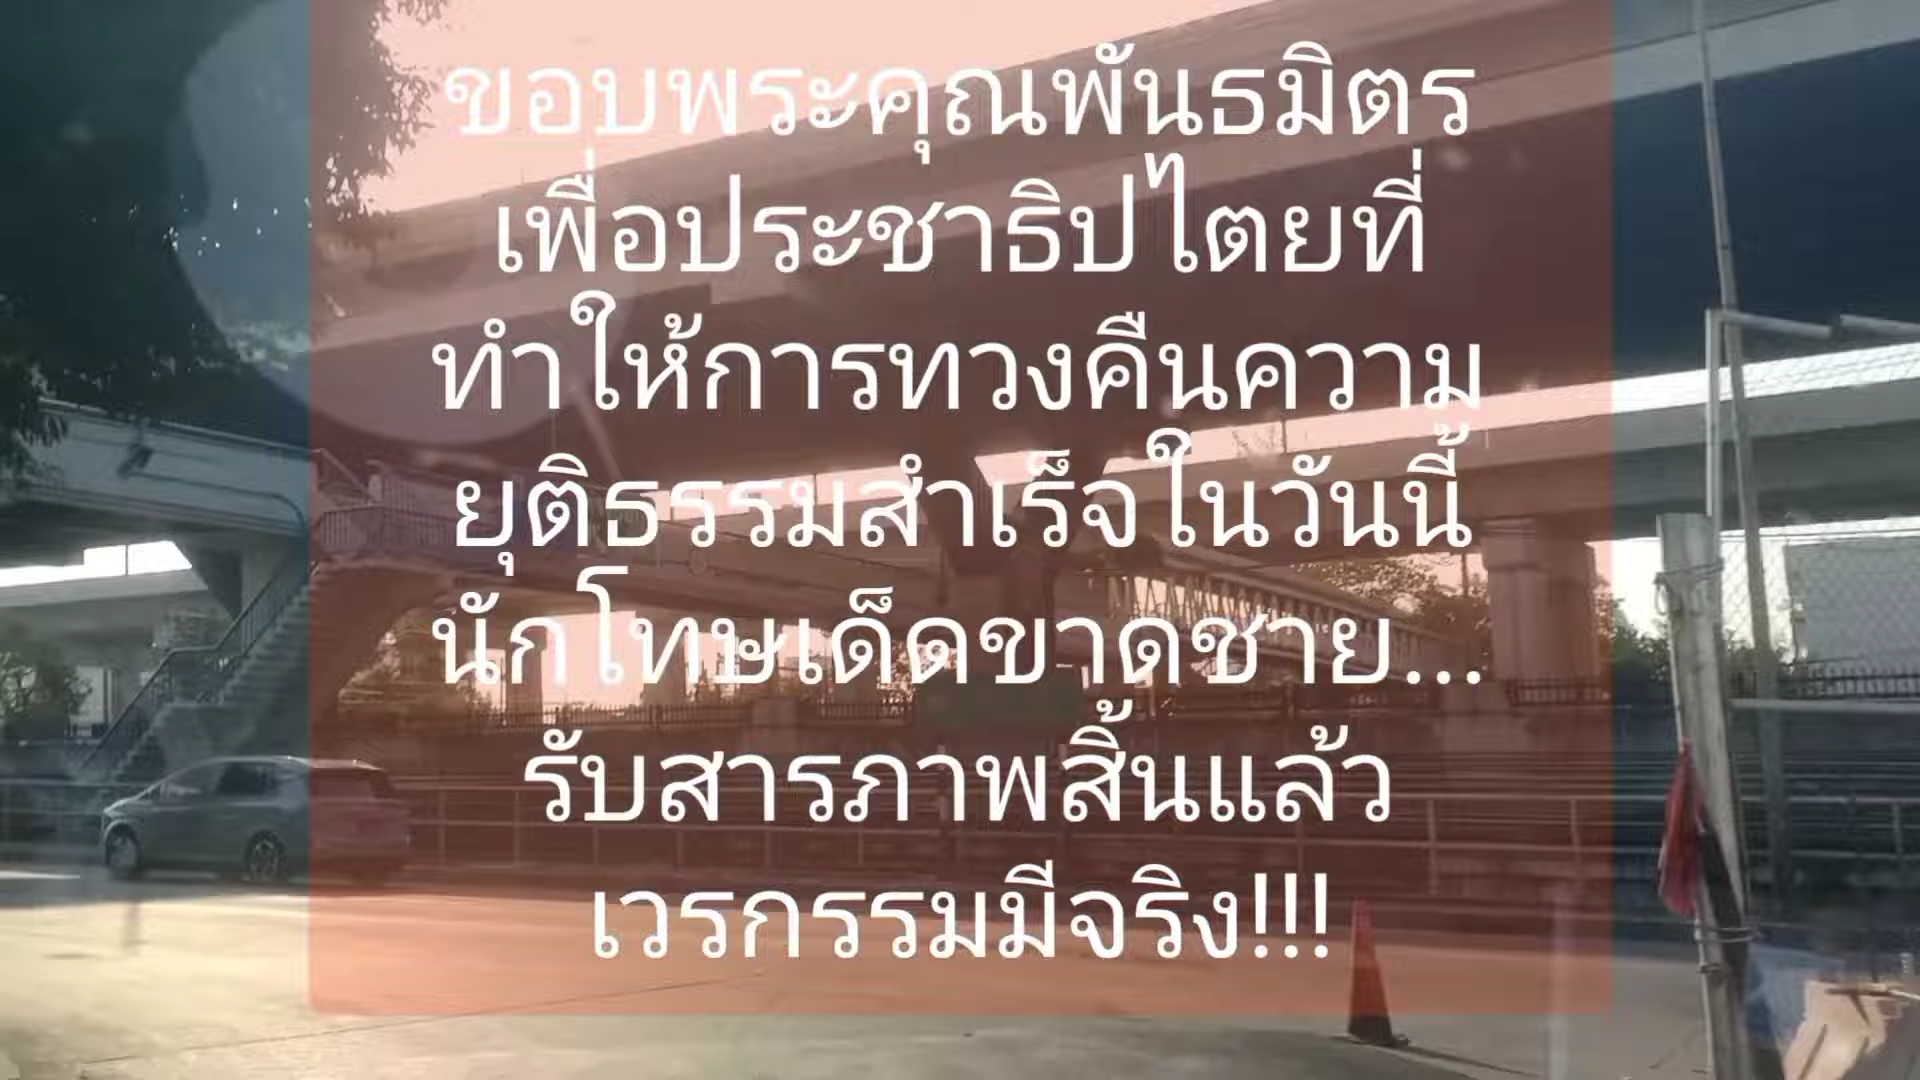 ขอบพระคุณพันธมิตร
เพื่อประชาธิปไตยที่
ทำให้การทวงคืนความ
ยุติธรรมสำเร็จในวันนี้
นักโทษเด็ดขาดชาย...
รับสารภาพสิ้นแล้ว
เวรกรรมมีจริง!!!